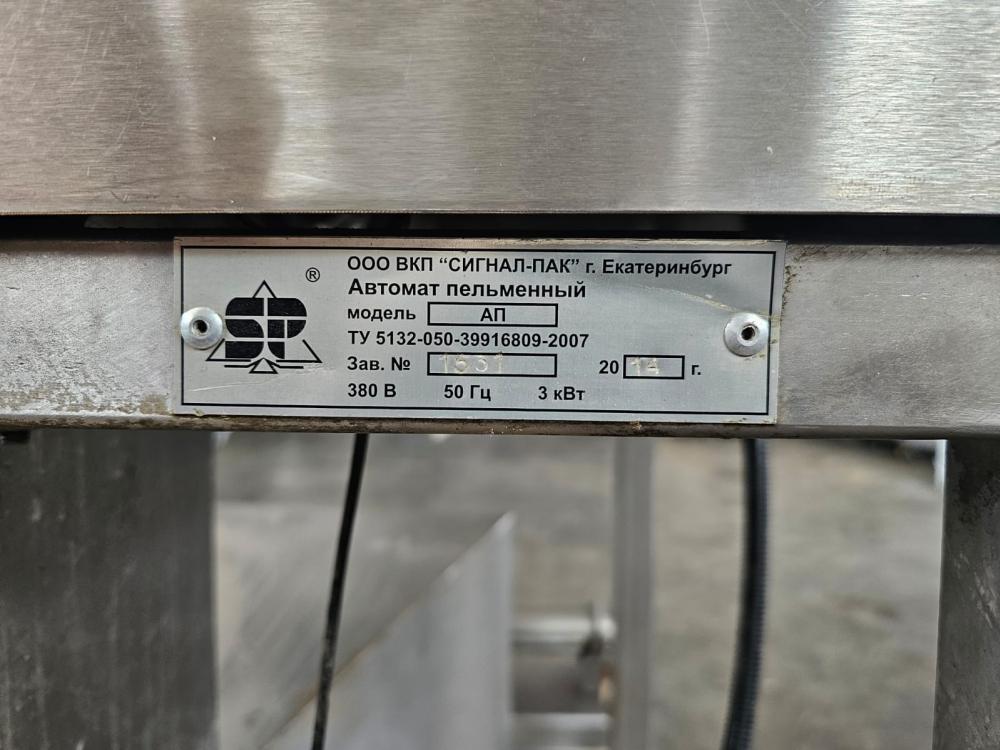 ®
ООО ВКП “СИГНАЛ-ПАК” г. Екатеринбург
Автомат пельменный
модель АП
ТУ 5132-050-39916809-2007
Зав. № 1631 20 14 г.
380 В 50 Гц 3 кВт